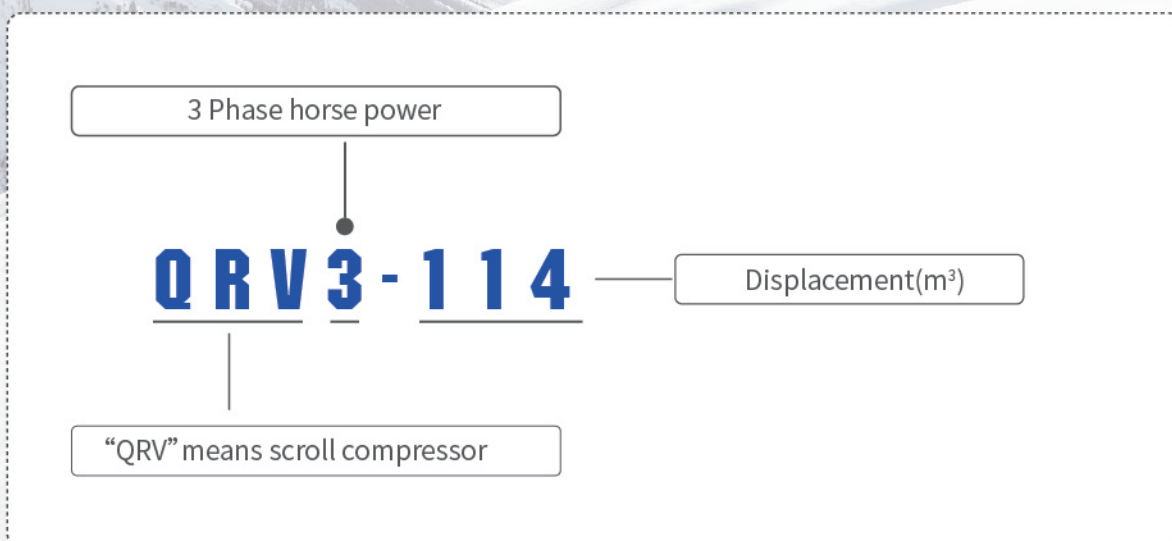 3 Phase horse power
QRV3-114
Displacement(m³)
“QRV”means scroll compressor